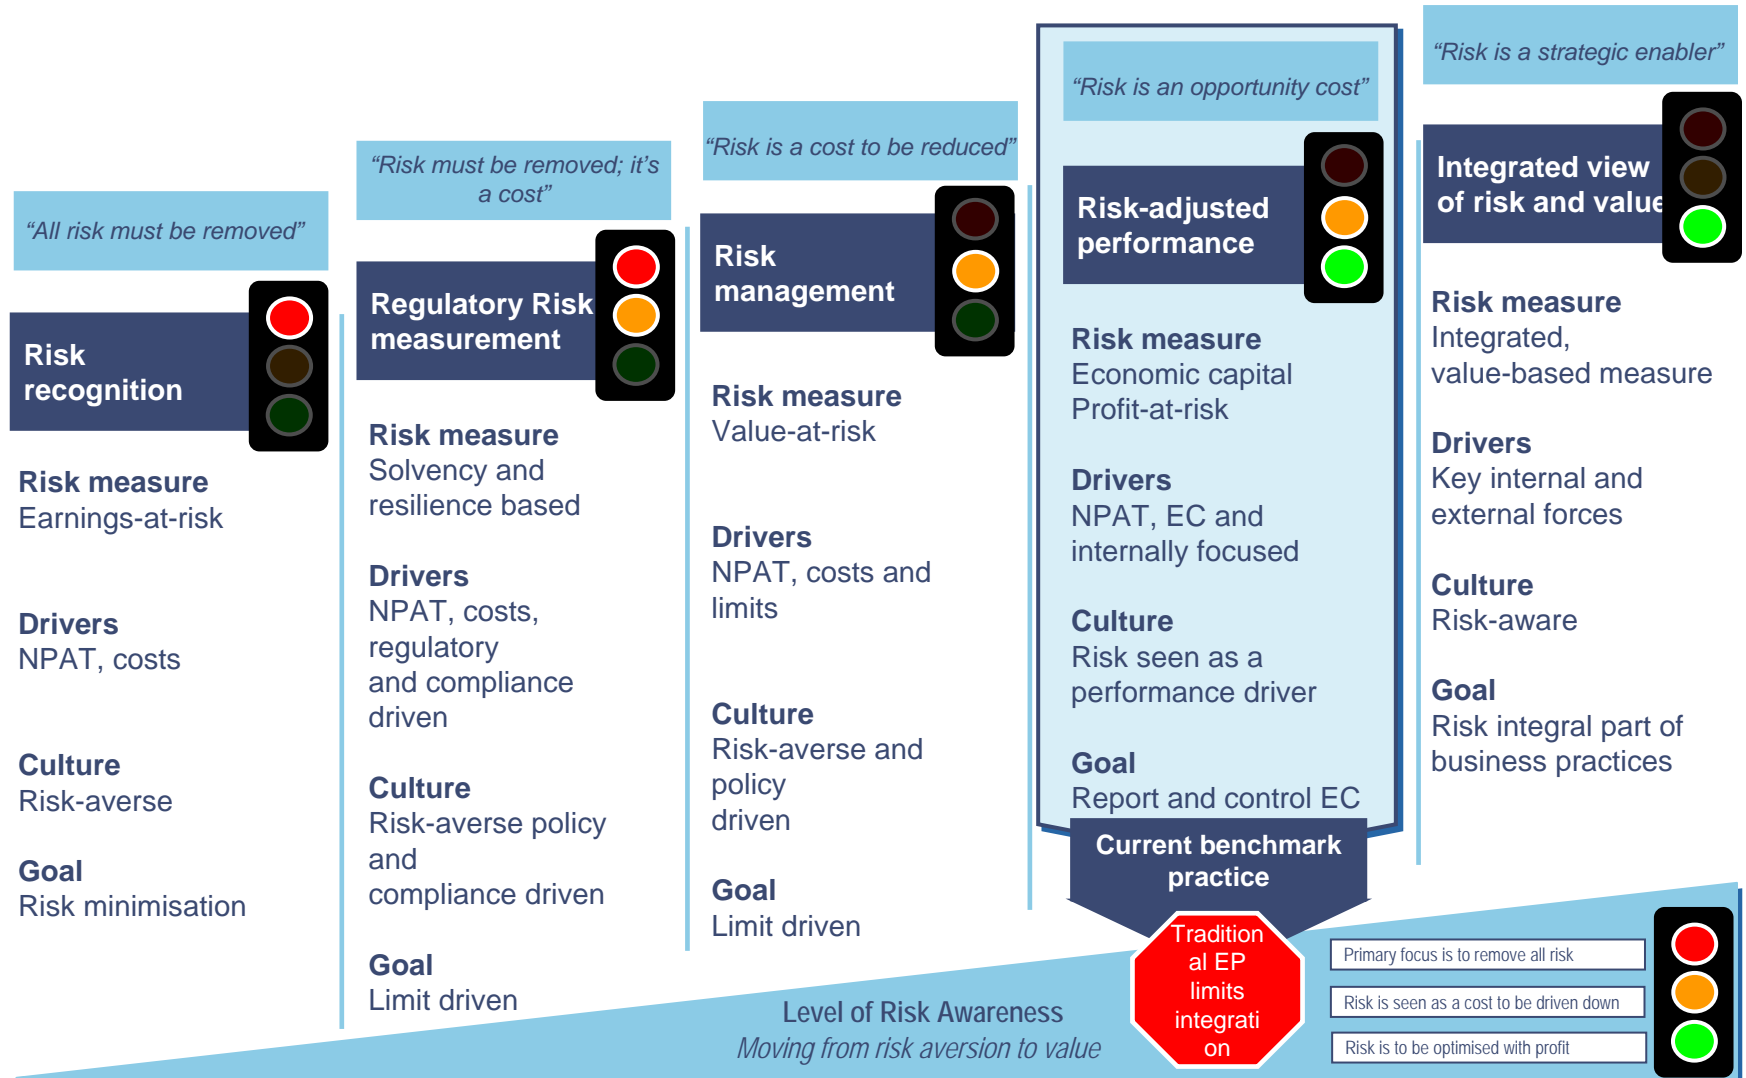 “All risk must be removed”
Risk
recognition
Risk measure
Earnings-at-risk
Drivers
NPAT, costs
Culture
Risk-averse
Goal
Risk minimisation
“Risk must be removed; it’s
a cost”
Regulatory Risk
measurement
Risk measure
Solvency and
resilience based
Drivers
NPAT, costs,
regulatory
and compliance
driven
Culture
Risk-averse policy
and
compliance driven
Goal
Limit driven
“Risk is a cost to be reduced”
Risk
management
Risk measure
Value-at-risk
Drivers
NPAT, costs and
limits
Culture
Risk-averse and
policy
driven
Goal
Limit driven
“Risk is an opportunity cost”
Risk-adjusted
performance
Risk measure
Economic capital
Profit-at-risk
Drivers
NPAT, EC and
internally focused
Culture
Risk seen as a
performance driver
Goal
Report and control EC
Current benchmark
practice
Tradition
al EP
limits
integrati
on
“Risk is a strategic enabler”
Integrated view
of risk and value
Risk measure
Integrated,
value-based measure
Drivers
Key internal and
external forces
Culture
Risk-aware
Goal
Risk integral part of
business practices
Level of Risk Awareness
Moving from risk aversion to value
Primary focus is to remove all risk
Risk is seen as a cost to be driven down
Risk is to be optimised with profit